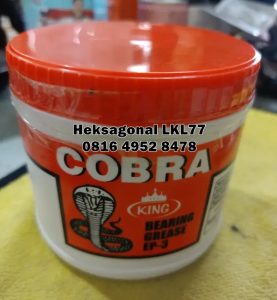 Heksagonal LKL77
0816 4952 8478
COBRA
KING
BEARING
GREASE
EP-3